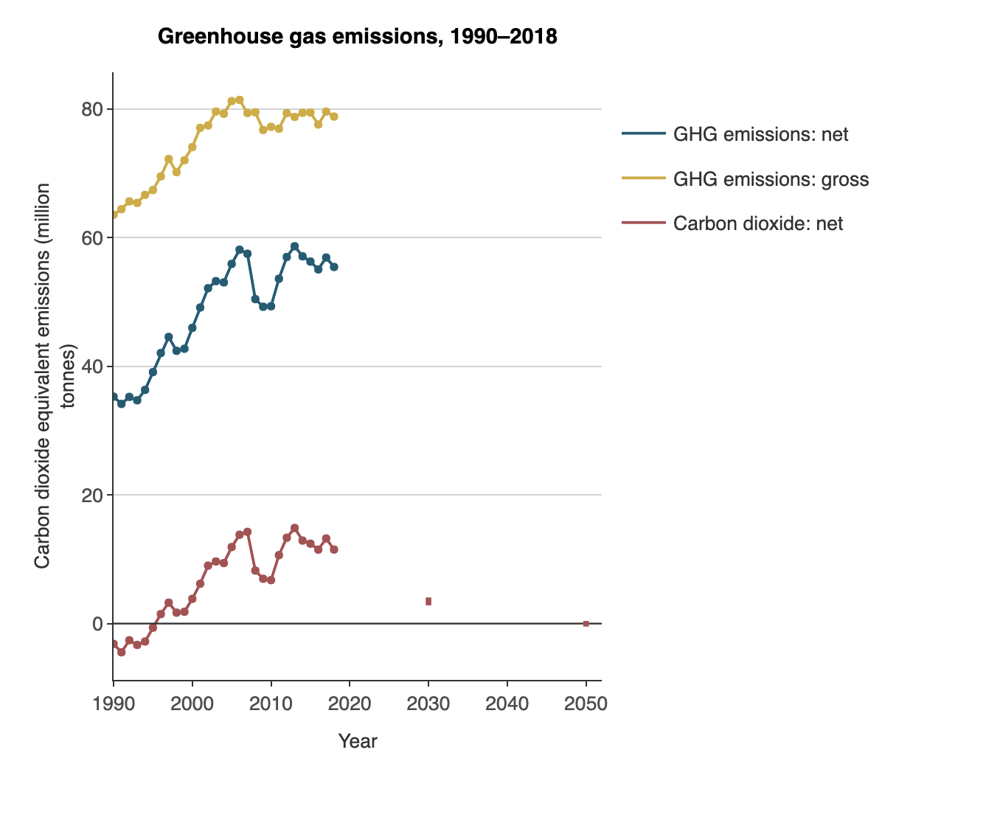 Greenhouse gas emissions, 1990–2018
Carbon dioxide equivalent emissions (million
tonnes)
80
60
40
20
0
1990 2000 2010 2020 2030 2040 2050
Year
GHG emissions: net
GHG emissions: gross
Carbon dioxide: net